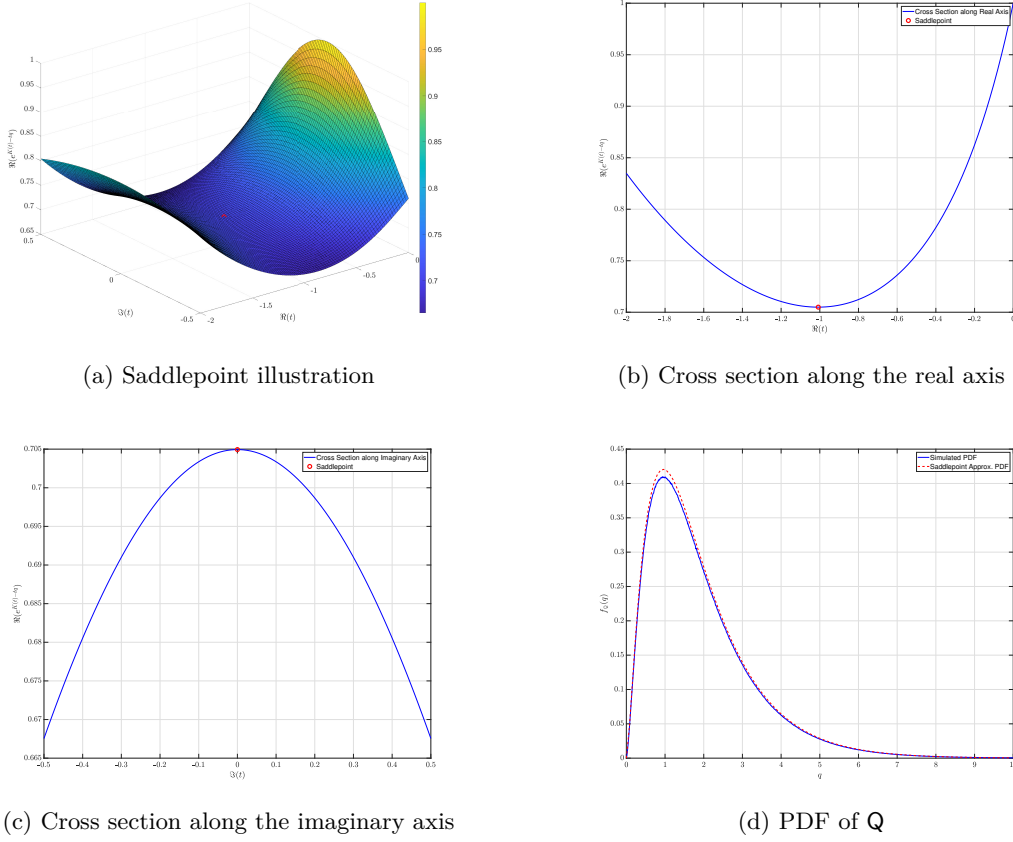 1
0.95
0.9
0.85
0.8
0.75
0.7
0.65
0.5
0
-0.5
ℜ(e^{K(t)-tq})
ℑ(t)
-2
-1.5
-1
-0.5
0
ℜ(t)
0.95
0.9
0.85
0.8
0.75
0.7
(a) Saddlepoint illustration
Cross Section along Real Axis
Saddlepoint
1
0.95
0.9
0.85
0.8
0.75
0.7
ℜ(e^{K(t)-tq})
-2 -1.8 -1.6 -1.4 -1.2 -1 -0.8 -0.6 -0.4 -0.2 0
ℜ(t)
(b) Cross section along the real axis
Cross Section along Imaginary Axis
Saddlepoint
0.705
0.7
0.695
0.69
0.685
0.68
0.675
0.67
0.665
ℜ(e^{K(t)-tq})
-0.5 -0.4 -0.3 -0.2 -0.1 0 0.1 0.2 0.3 0.4 0.5
ℑ(t)
(c) Cross section along the imaginary axis
Simulated PDF
Saddlepoint Approx. PDF
0.45
0.4
0.35
0.3
0.25
0.2
0.15
0.1
0.05
0
f_Q(q)
0 1 2 3 4 5 6 7 8 9 10
q
(d) PDF of Q